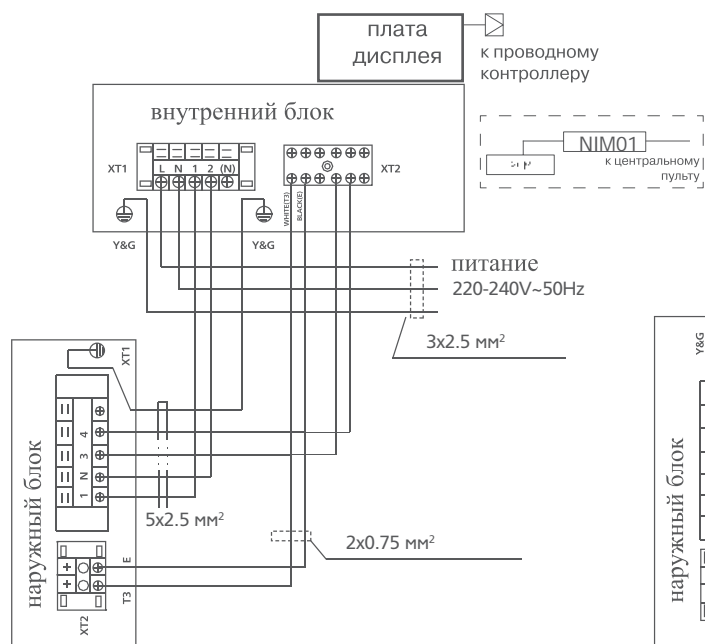 плата
дисплея
к проводному
контроллеру
внутренний блок
NIM01
к центральному
пульту
XT1
L N 1 2 (N)
XT2
WHITE(T3)
BLACK(E)
Y&G
Y&G
питание
220-240V~50Hz
3x2.5 мм²
XT1
наружный блок
4
3
N
1
5x2.5 мм²
2x0.75 мм²
E
T3
XT2
Y&G
наружный блок